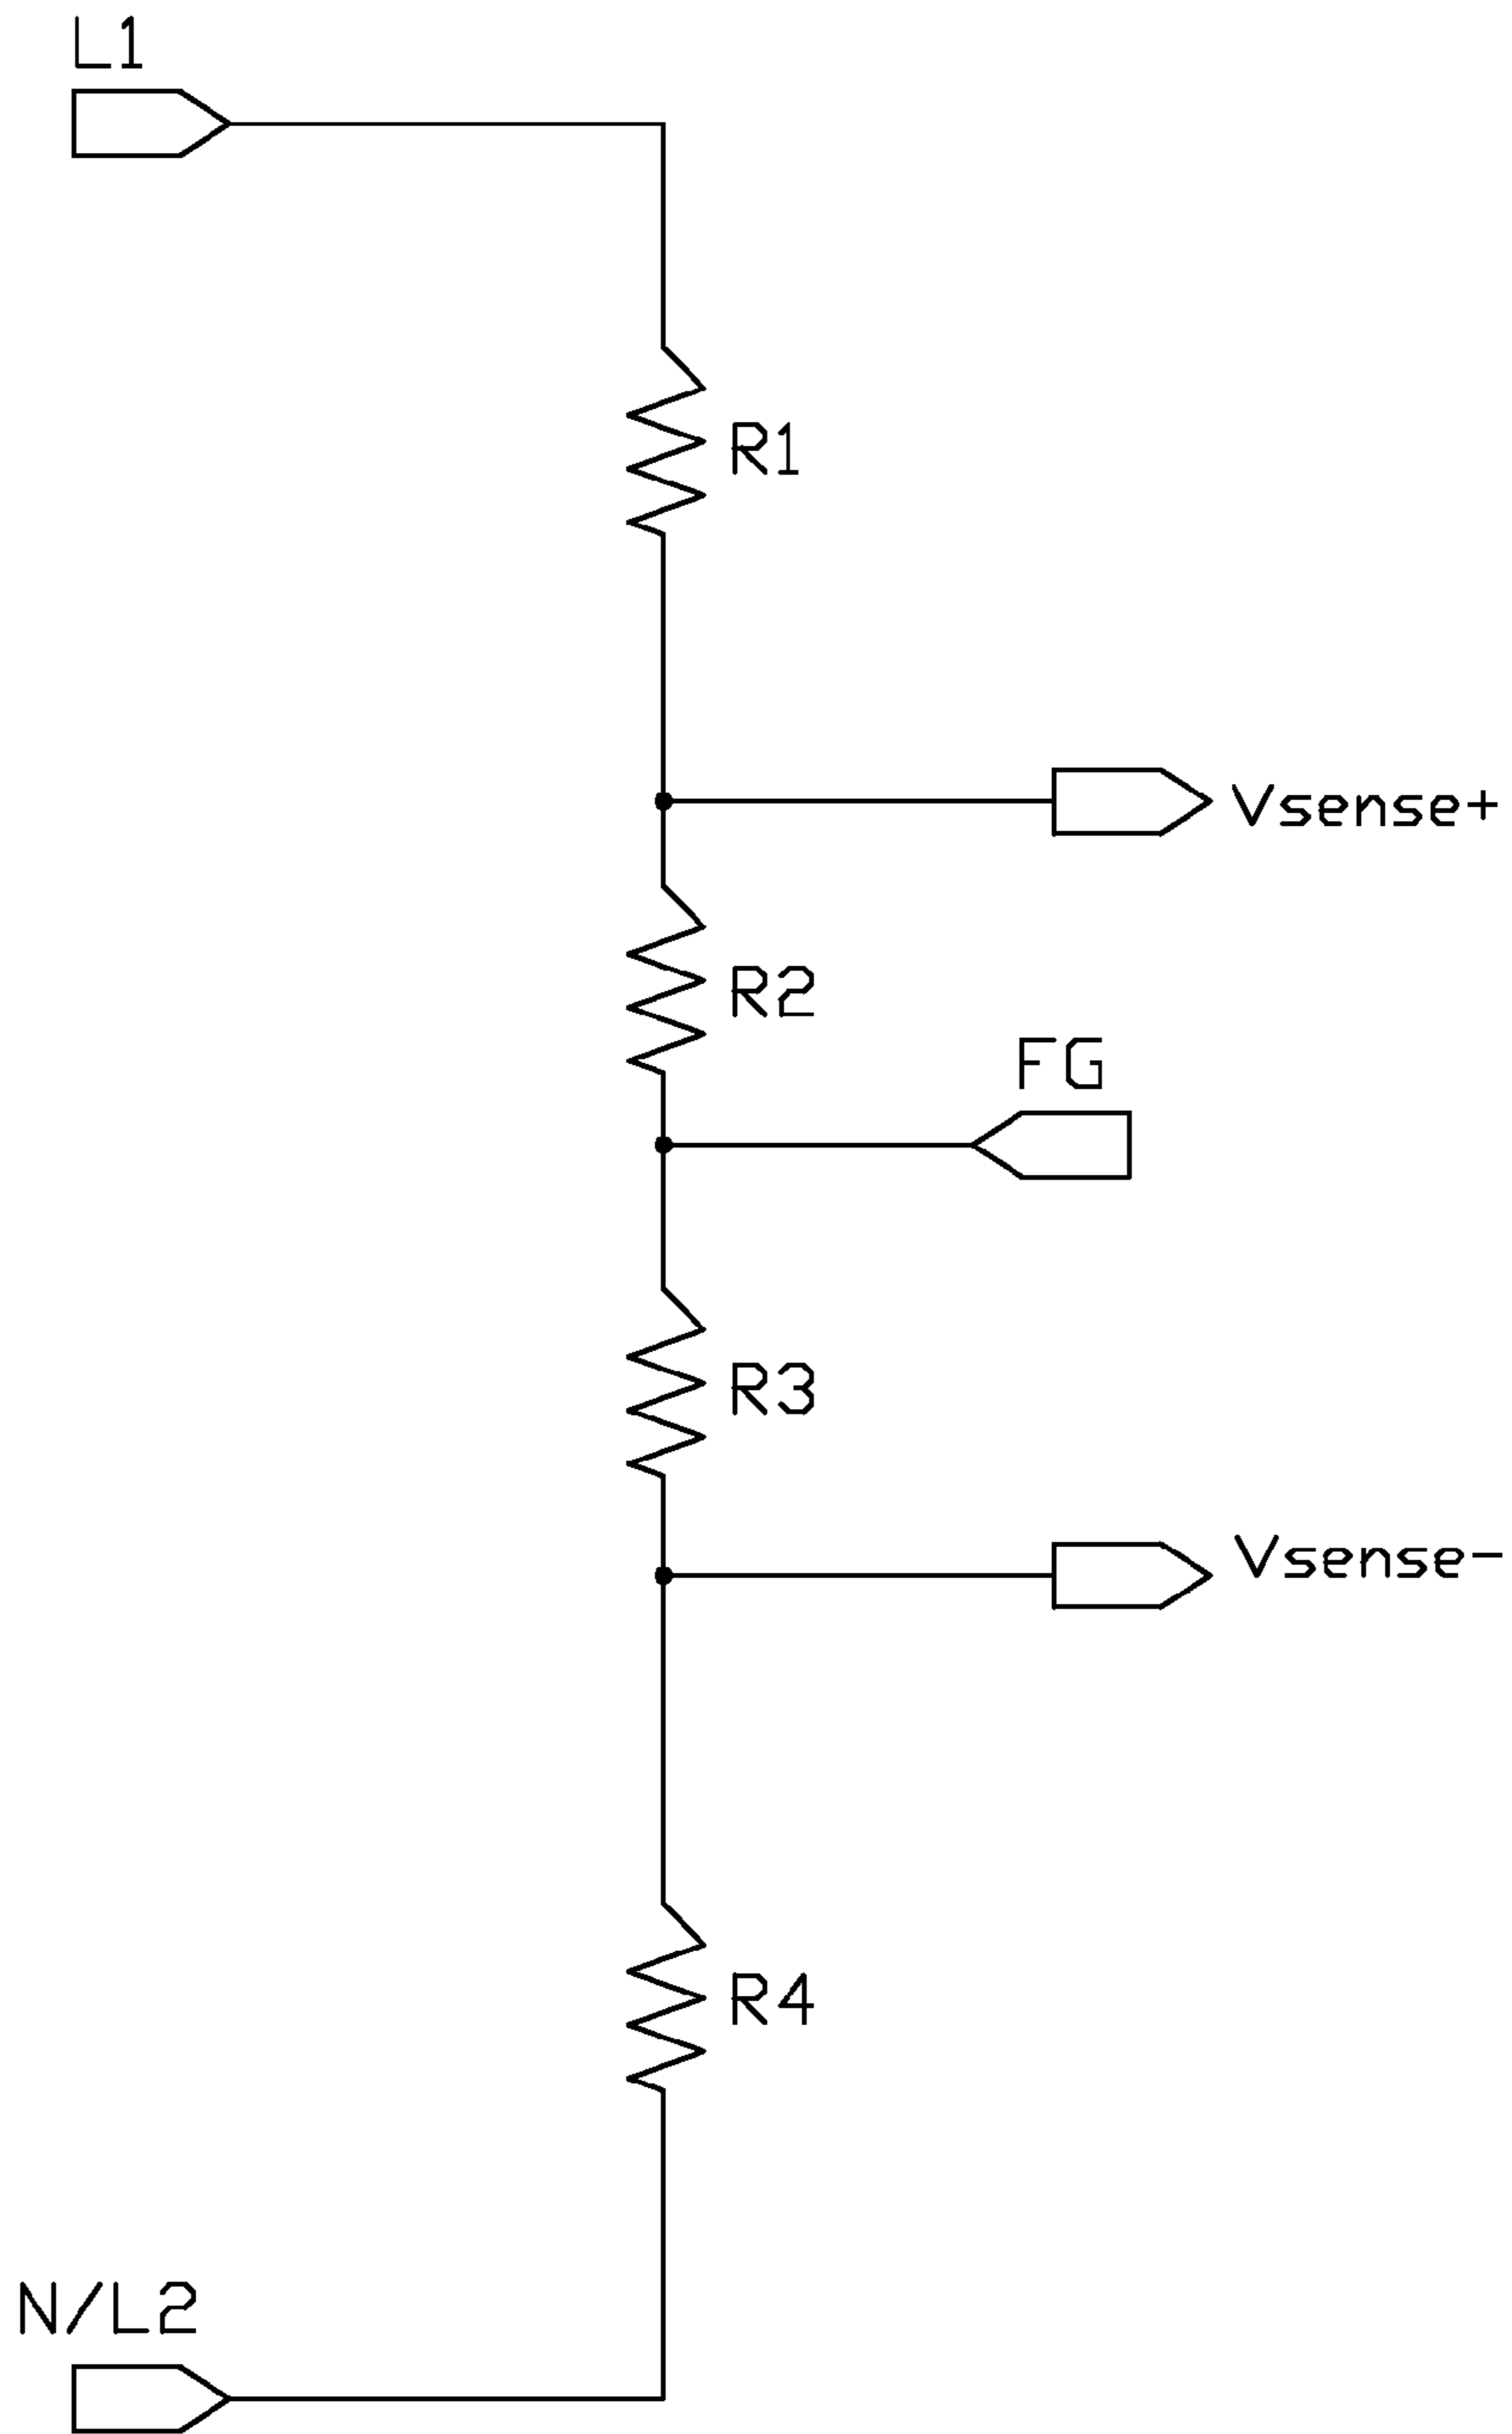 L1
R1
Vsense+
R2
FG
R3
Vsense-
R4
N/L2